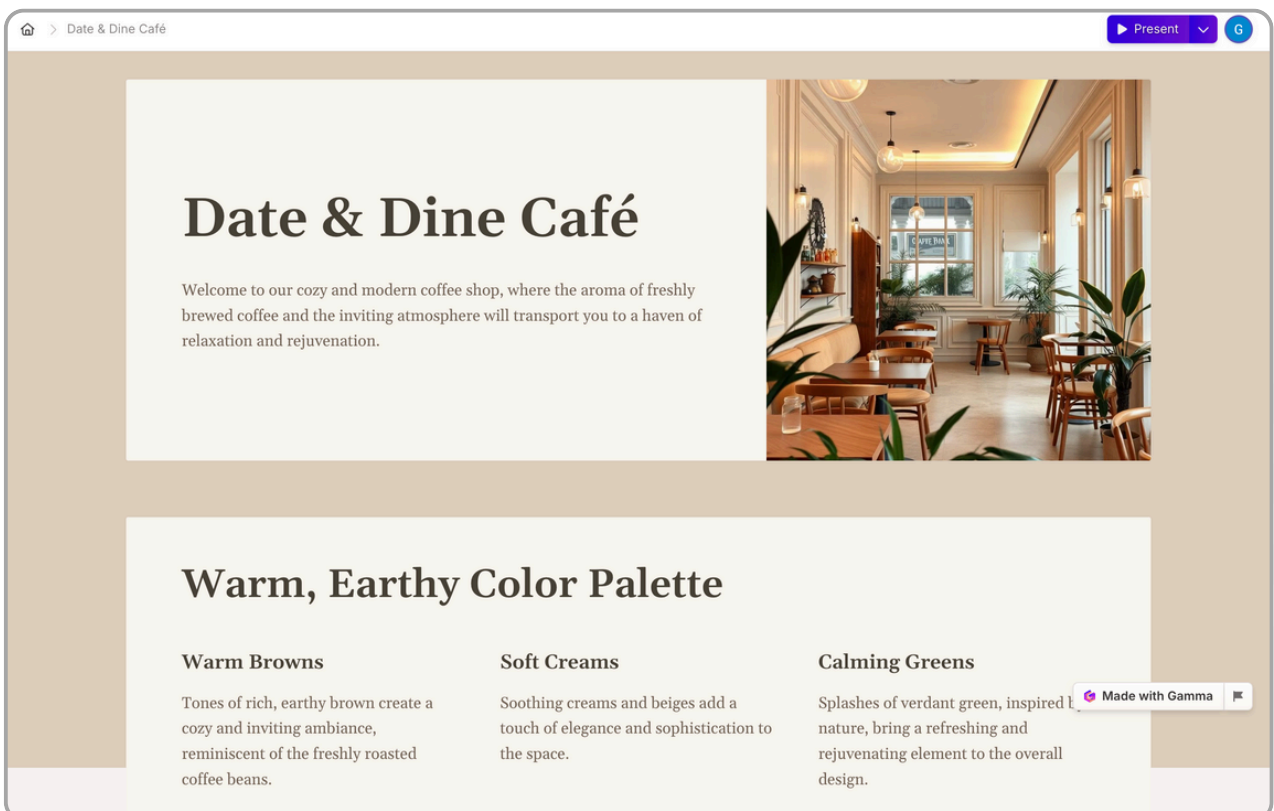 Date & Dine Café
Present
G
Date & Dine Café
Welcome to our cozy and modern coffee shop, where the aroma of freshly
brewed coffee and the inviting atmosphere will transport you to a haven of
relaxation and rejuvenation.
Warm, Earthy Color Palette
Warm Browns
Tones of rich, earthy brown create a
cozy and inviting ambiance,
reminiscent of the freshly roasted
coffee beans.
Soft Creams
Soothing creams and beiges add a
touch of elegance and sophistication to
the space.
Calming Greens
Splashes of verdant green, inspired
nature, bring a refreshing and
rejuvenating element to the overall
design.
Made with Gamma